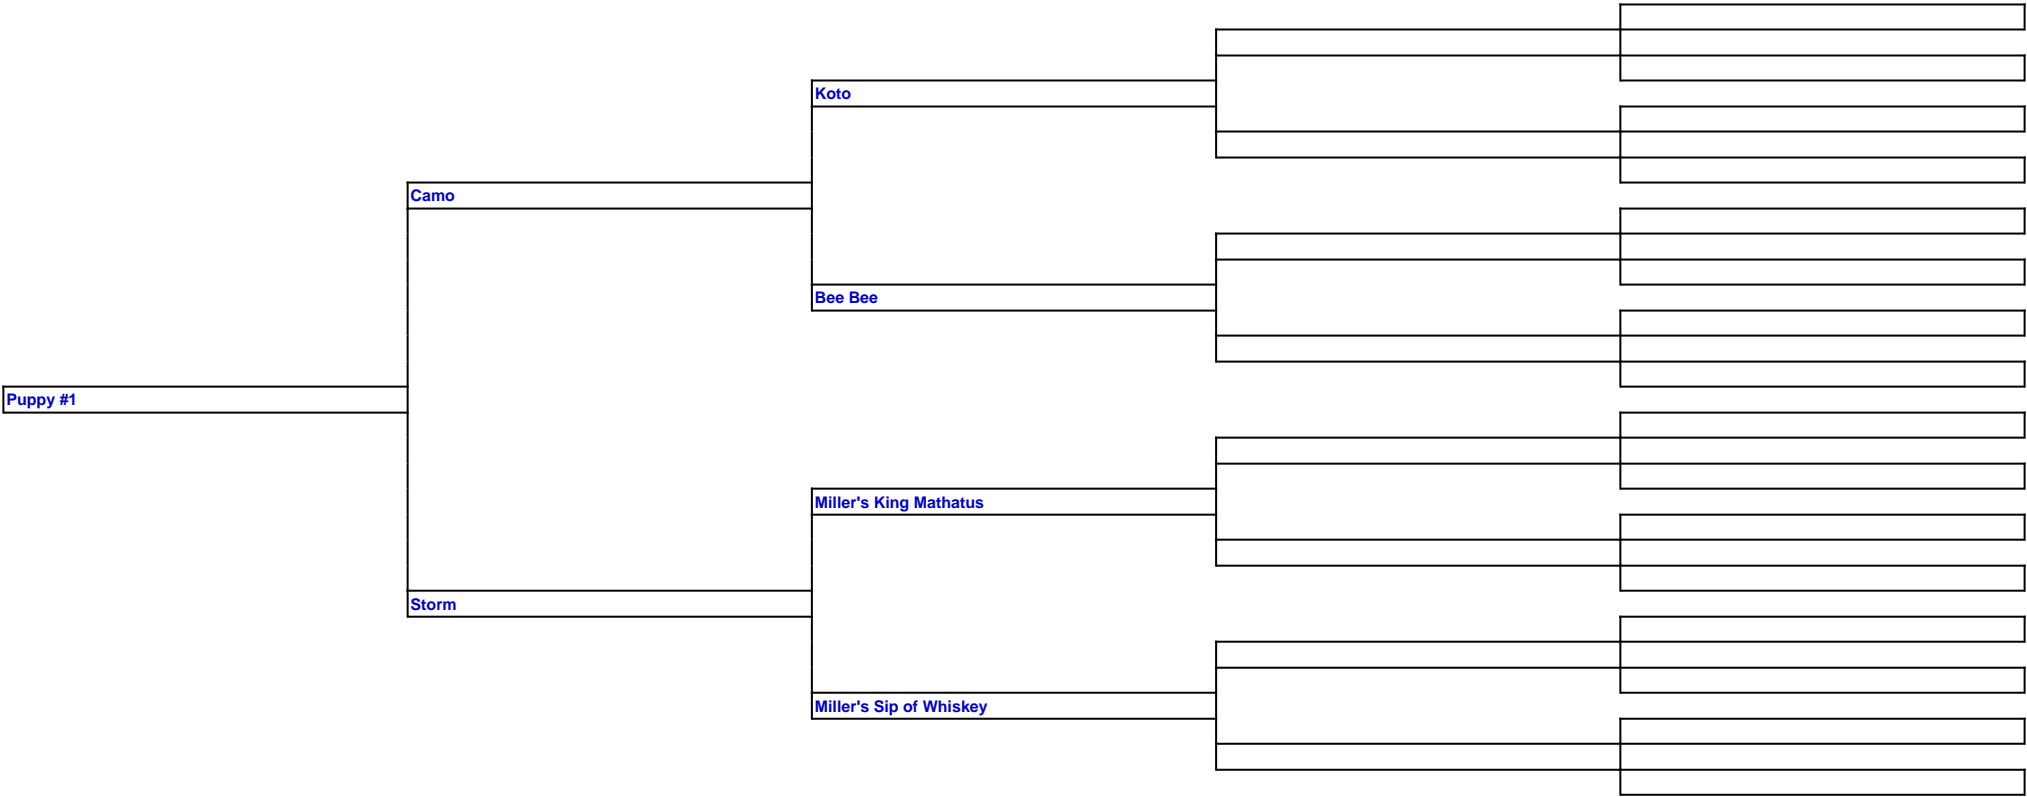 Koto
Camo
Bee Bee
Puppy #1
Miller's King Mathatus
Storm
Miller's Sip of Whiskey